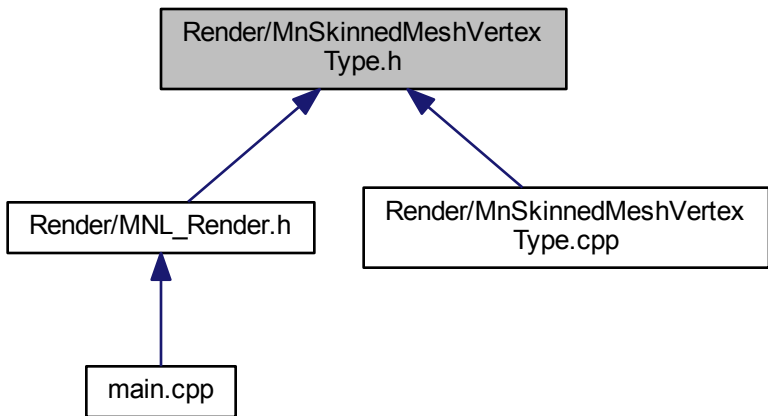 Render/MnSkinnedMeshVertex
Type.h
Render/MNL_Render.h
Render/MnSkinnedMeshVertex
Type.cpp
main.cpp